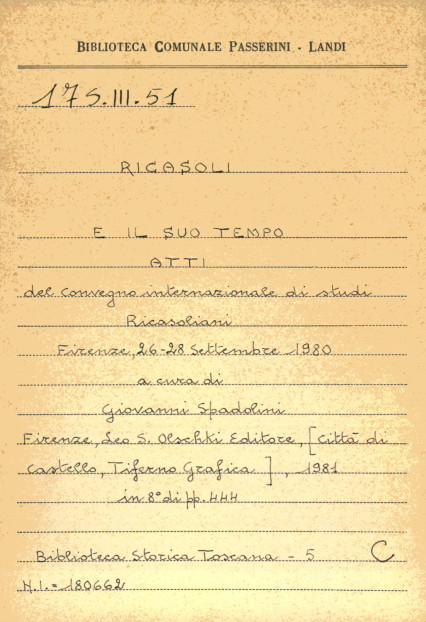 BIBLIOTECA COMUNALE PASSERINI - LANDI
17 S.III.51
RICASOLI
E IL SUO TEMPO
ATTI
del convegno internazionale di studi
Ricasoliani
Firenze, 26-28 Settembre 1980
a cura di
Giovanni Spadolini
Firenze, Leo S. Olschki Editore, [Città di
Castello, Tiferno Grafica], 1981
in 8° di pp. 444
Biblioteca Storica Toscana - 5 C
N.I. = 180662